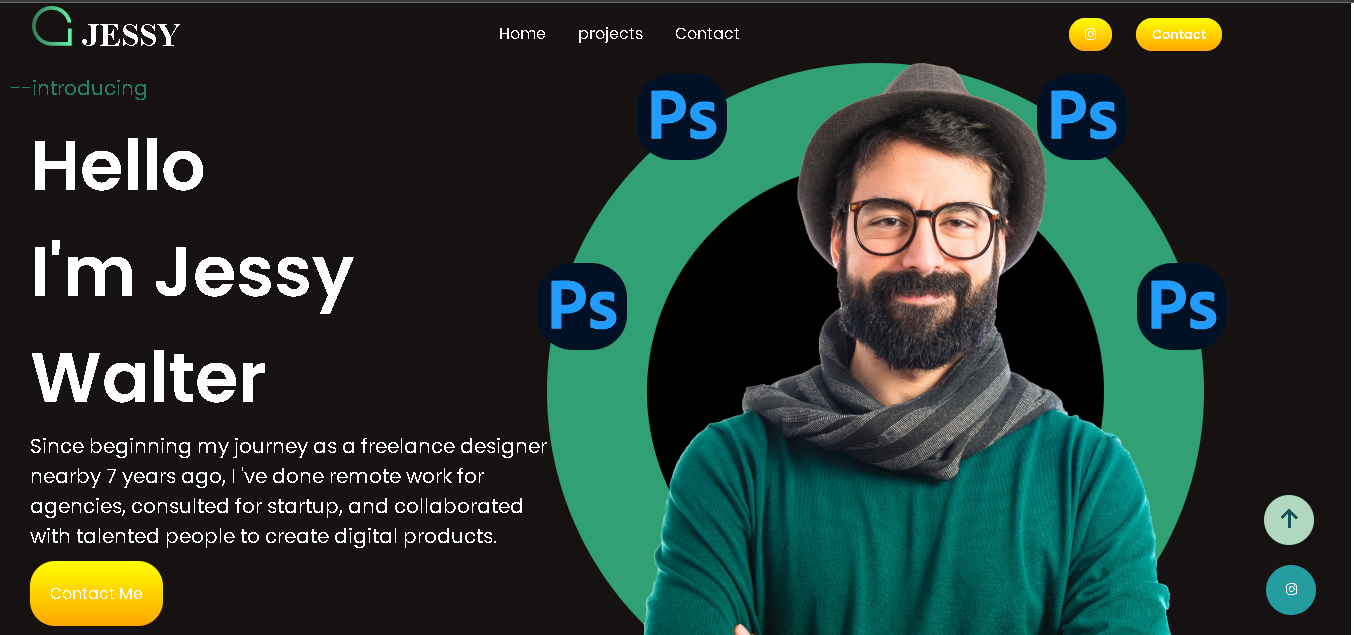 JESSY
Home projects Contact
Contact
--introducing
Hello
I'm Jessy
Walter
Since beginning my journey as a freelance designer
nearby 7 years ago, I 've done remote work for
agencies, consulted for startup, and collaborated
with talented people to create digital products.
Contact Me
Ps
Ps
Ps
Ps